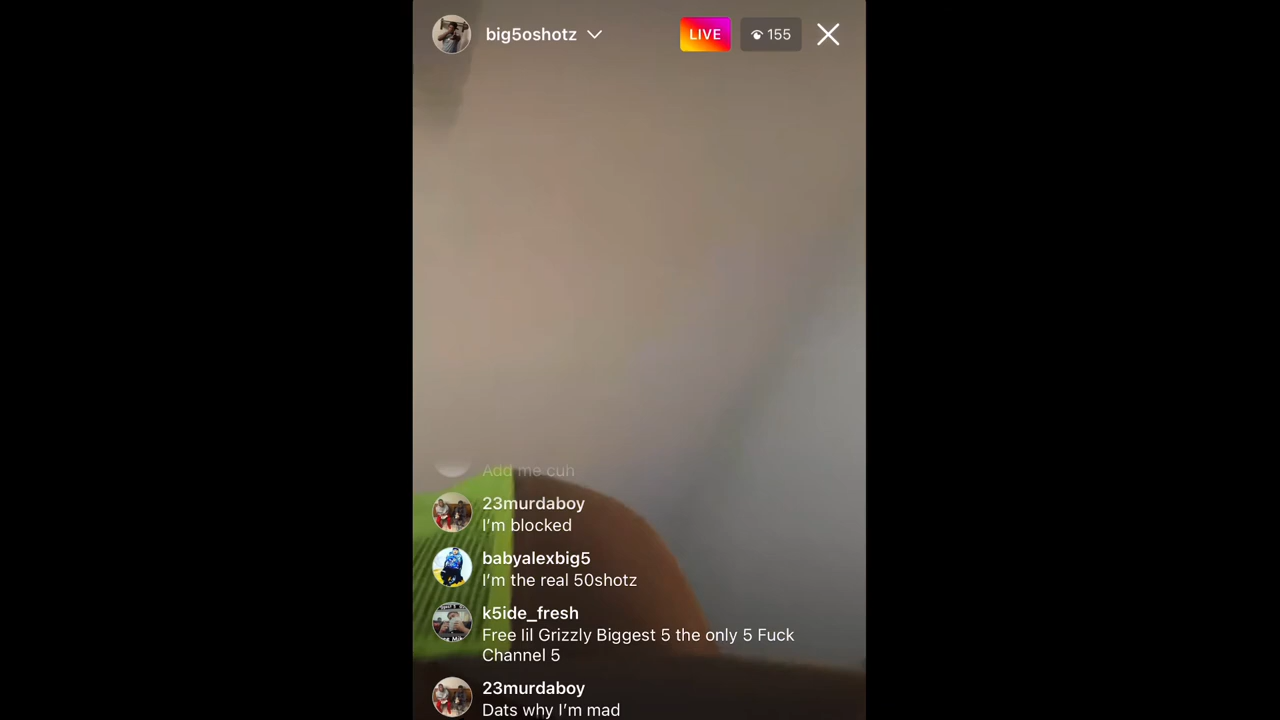 big5oshotz
LIVE
155
Add me cuh
23murdaboy
I'm blocked
babyalexbig5
I'm the real 50shotz
k5ide_fresh
Free lil Grizzly Biggest 5 the only 5 Fuck
Channel 5
23murdaboy
Dats why I'm mad